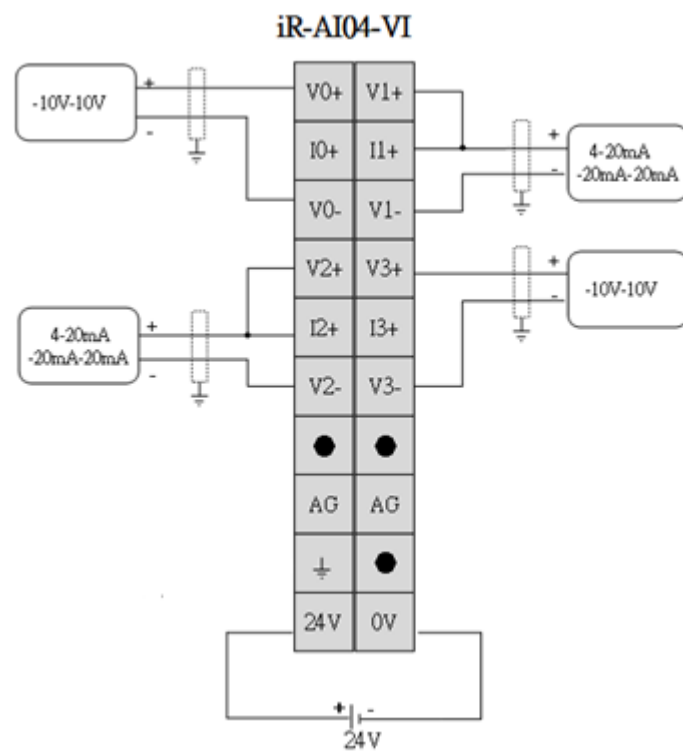 iR-AI04-VI
+
-10V-10V
-
V0+ V1+
I0+ I1+
V0- V1-
+
4-20mA
-20mA-20mA
-
V2+ V3+
I2+ I3+
V2- V3-
+
-10V-10V
-
+
4-20mA
-20mA-20mA
-
AG AG
24V 0V
+ -
24V